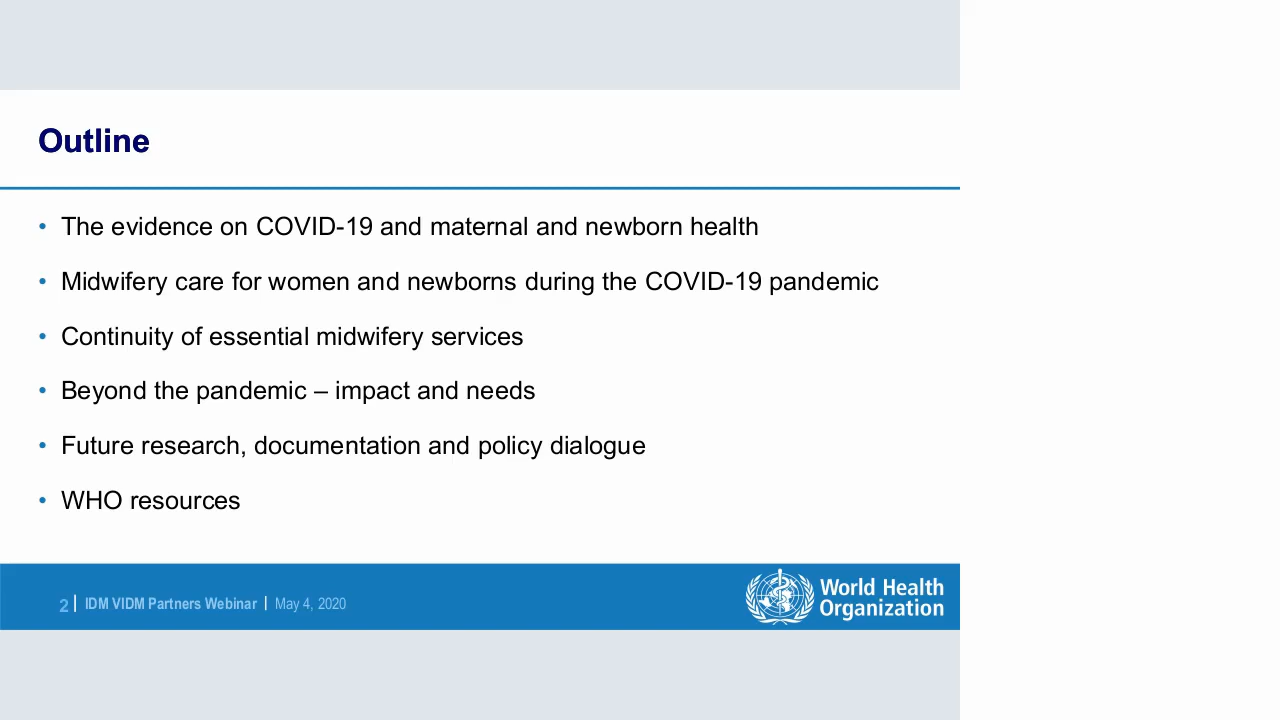 Outline
• The evidence on COVID-19 and maternal and newborn health
• Midwifery care for women and newborns during the COVID-19 pandemic
• Continuity of essential midwifery services
• Beyond the pandemic – impact and needs
• Future research, documentation and policy dialogue
• WHO resources
2 | IDM VIDM Partners Webinar | May 4, 2020
World Health
Organization